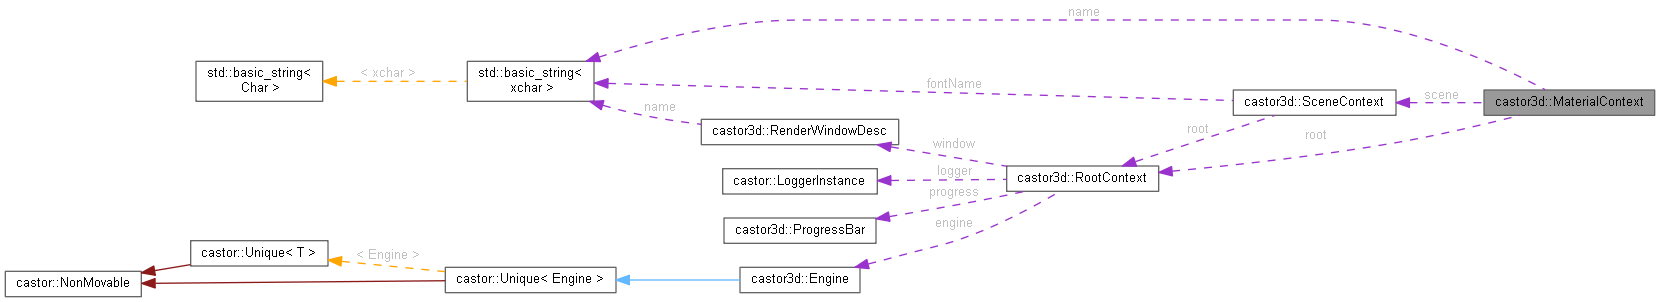 name
std::basic_string<
Char >
< xchar >
std::basic_string<
xchar >
fontName
castor3d::SceneContext
scene
castor3d::MaterialContext
name
castor3d::RenderWindowDesc
root
root
window
castor::LoggerInstance
logger
castor3d::RootContext
progress
castor3d::ProgressBar
engine
castor::Unique< T >
< Engine >
castor::NonMovable
castor::Unique< Engine >
castor3d::Engine